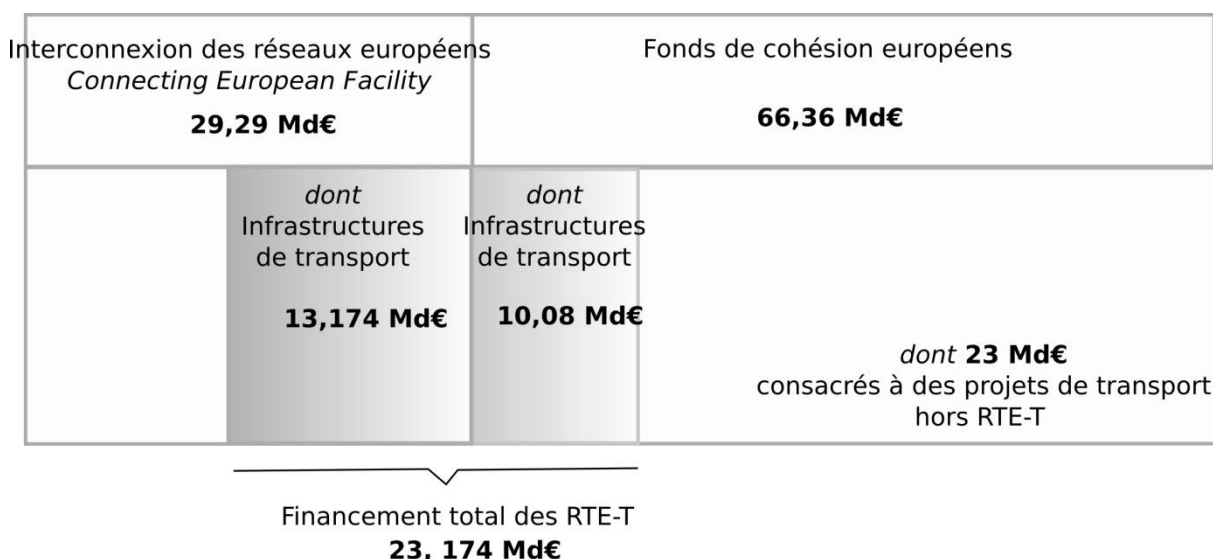 Interconnexion des réseaux européens
Connecting European Facility
29,29 Md€
Fonds de cohésion européens
66,36 Md€
dont
Infrastructures
de transport
13,174 Md€
dont
Infrastructures
de transport
10,08 Md€
dont 23 Md€
consacrés à des projets de transport
hors RTE-T
Financement total des RTE-T
23, 174 Md€